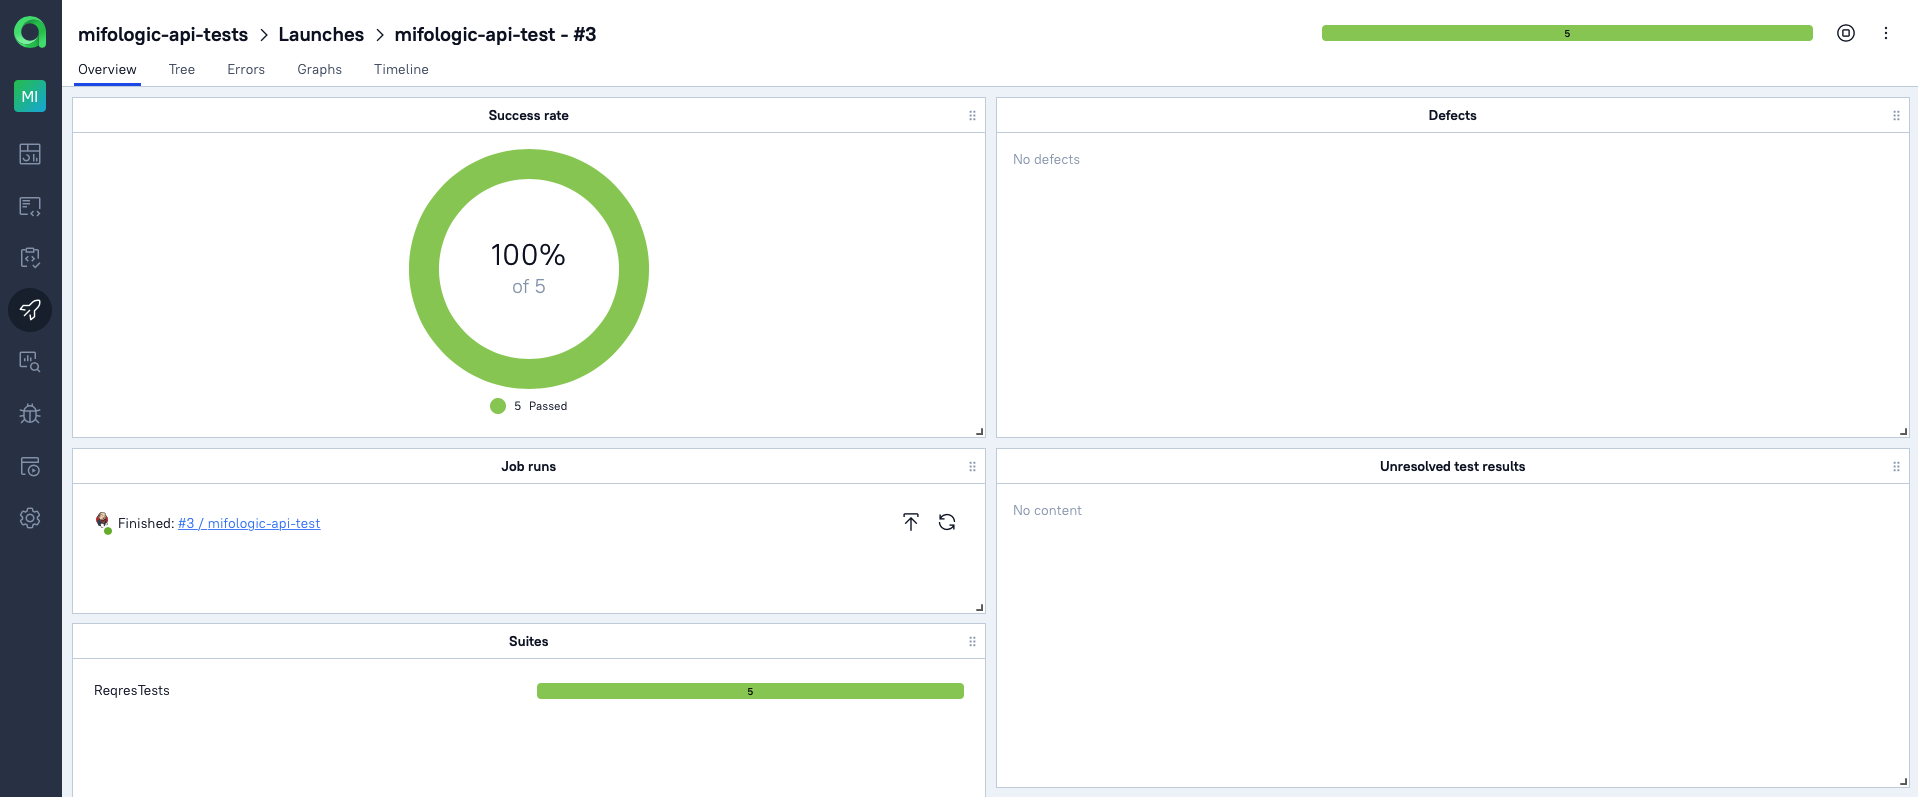 MI
mifologic-api-tests > Launches > mifologic-api-test - #3
5
Overview Tree Errors Graphs Timeline
Success rate
100%
of 5
5 Passed
Defects
No defects
Job runs
Finished: #3 / mifologic-api-test
Unresolved test results
No content
Suites
ReqresTests
5